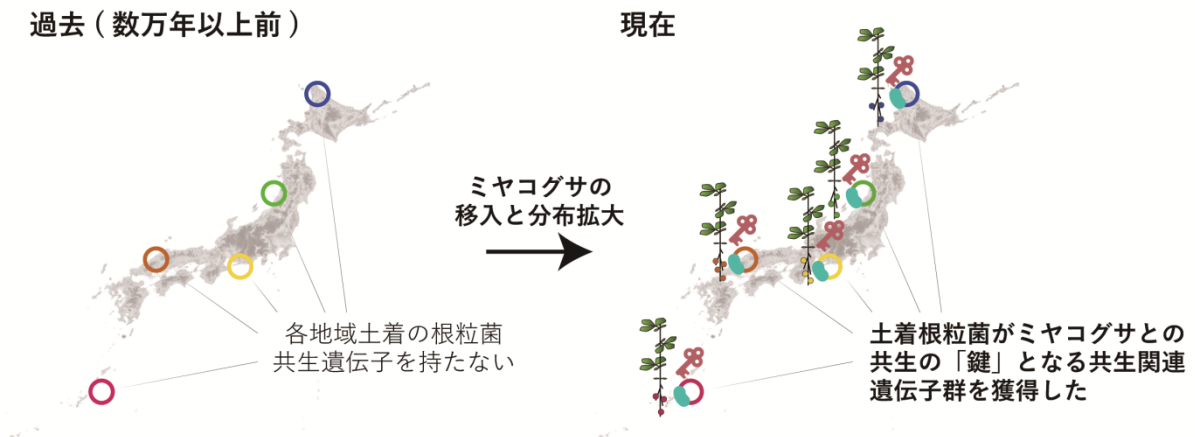 過去 ( 数万年以上前 )
現在
ミヤコグサの
移入と分布拡大
各地域土着の根粒菌
共生遺伝子を持たない
土着根粒菌がミヤコグサとの
共生の「鍵」となる共生関連
遺伝子群を獲得した